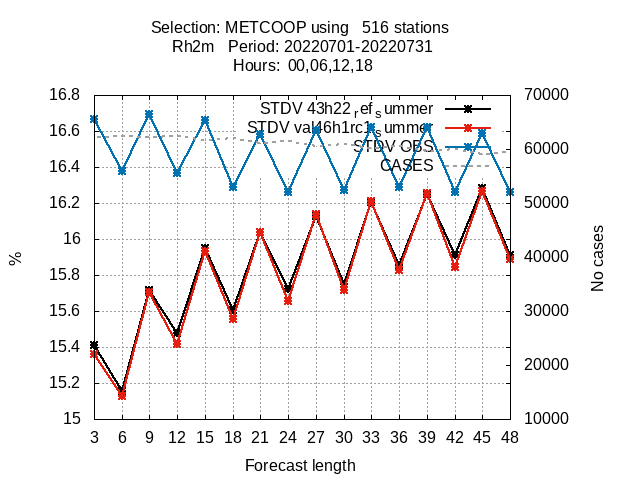 Selection: METCOOP using   516 stations
Rh2m   Period: 20220701-20220731
Hours:  00,06,12,18
16.8
16.6
16.4
16.2
16
15.8
15.6
15.4
15.2
15
%
STDV 43h22_ref_summer
STDV val46h1rc1_summer
STDV OBS
CASES
70000
60000
50000
40000
30000
20000
10000
No cases
3 6 9 12 15 18 21 24 27 30 33 36 39 42 45 48
Forecast length